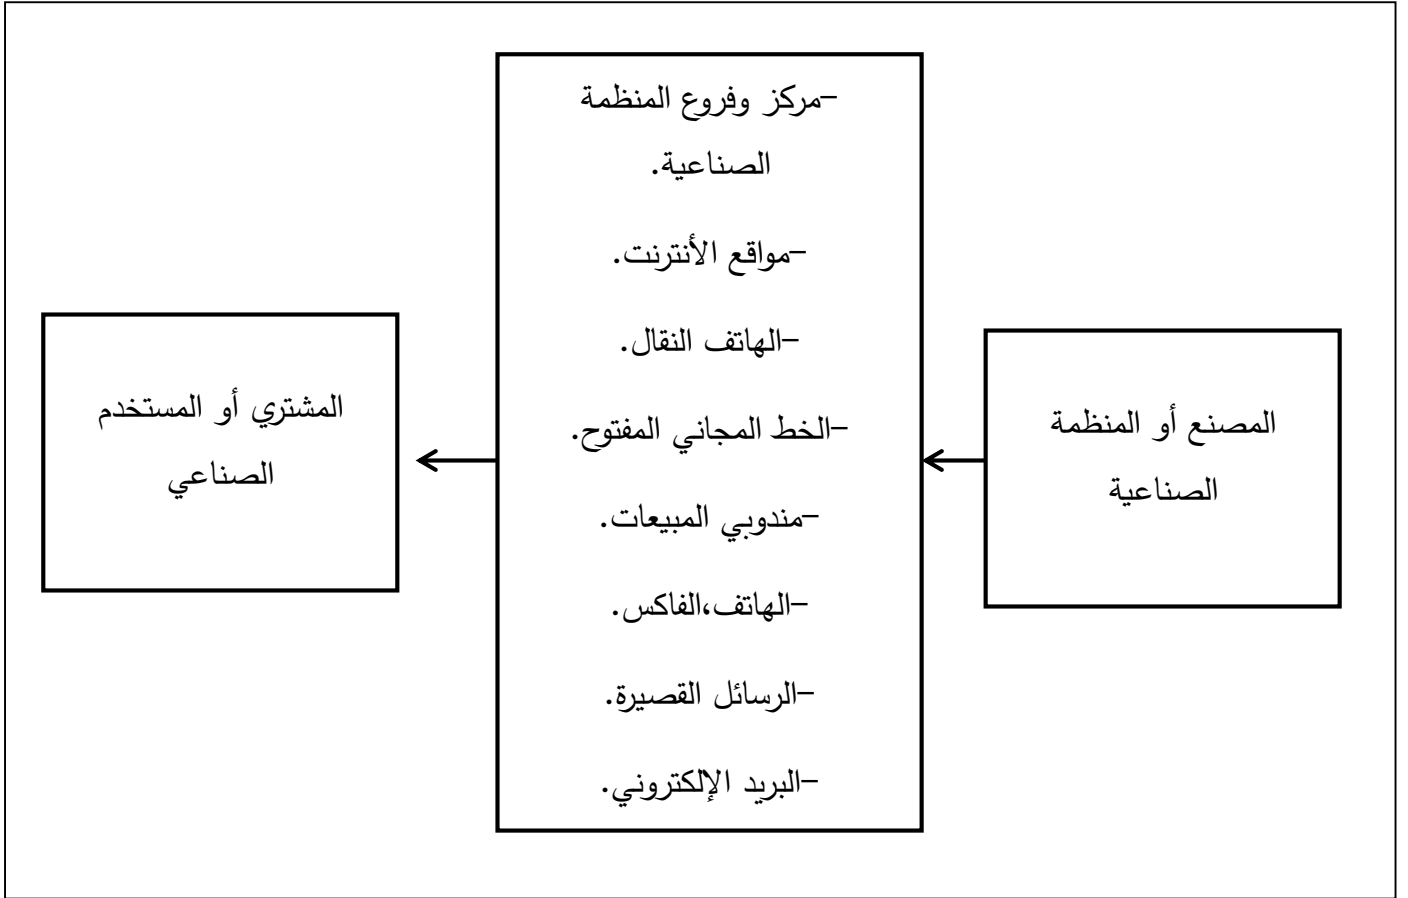 المصنع أو المنظمة
الصناعية
-مركز وفروع المنظمة
الصناعية.
-مواقع الأنترنت.
-الهاتف النقال.
-الخط المجاني المفتوح.
-مندوبي المبيعات.
-الهاتف،الفاكس.
-الرسائل القصيرة.
-البريد الإلكتروني.
المشتري أو المستخدم
الصناعي